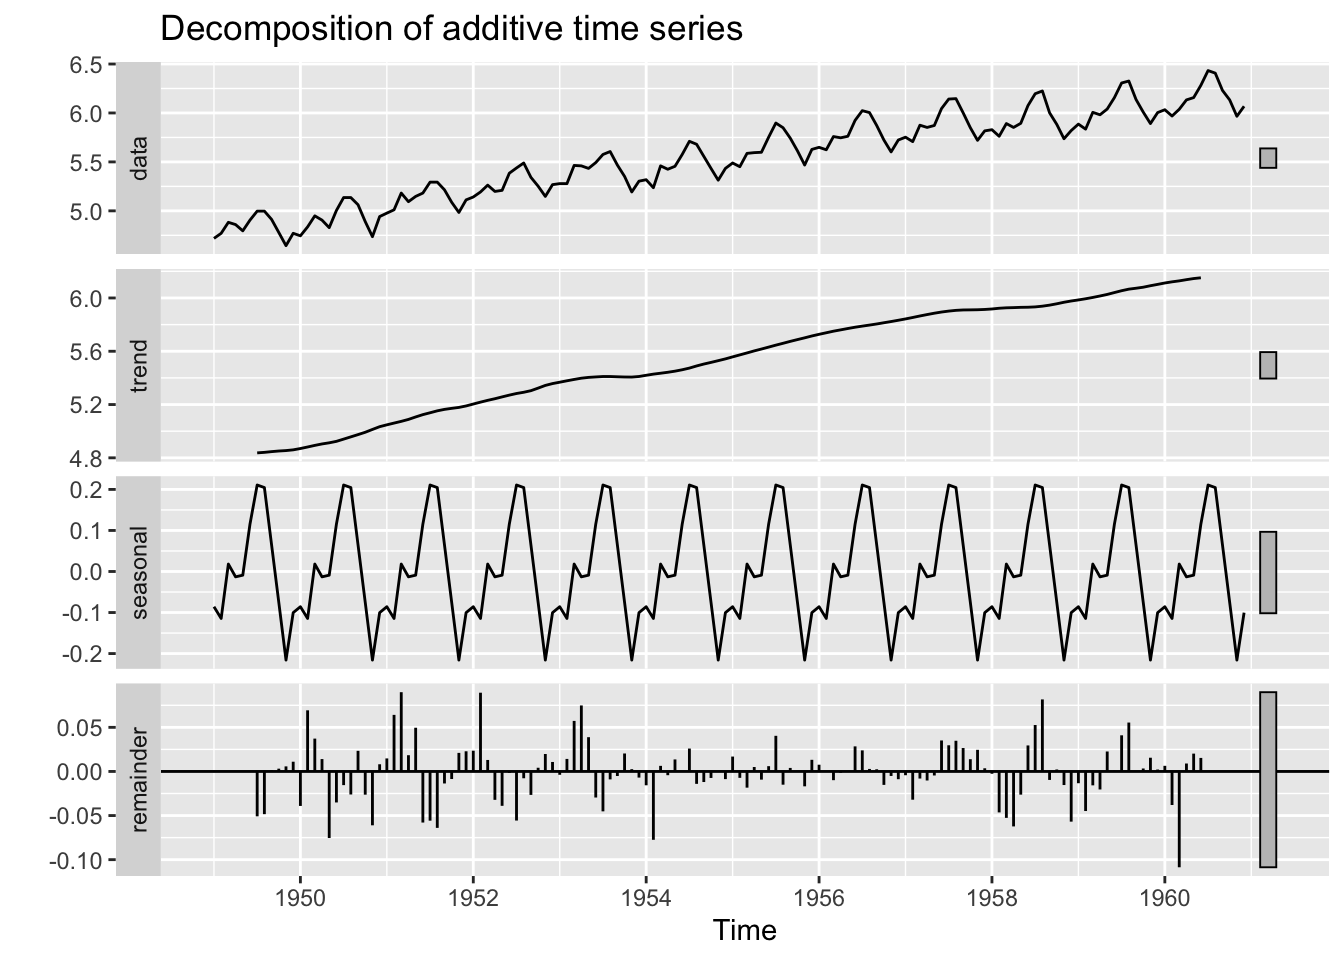 Decomposition of additive time series
data
6.5
6.0
5.5
5.0
trend
6.0
5.6
5.2
4.8
seasonal
0.2
0.1
0.0
-0.1
-0.2
remainder
0.05
0.00
-0.05
-0.10
1950 1952 1954 1956 1958 1960
Time